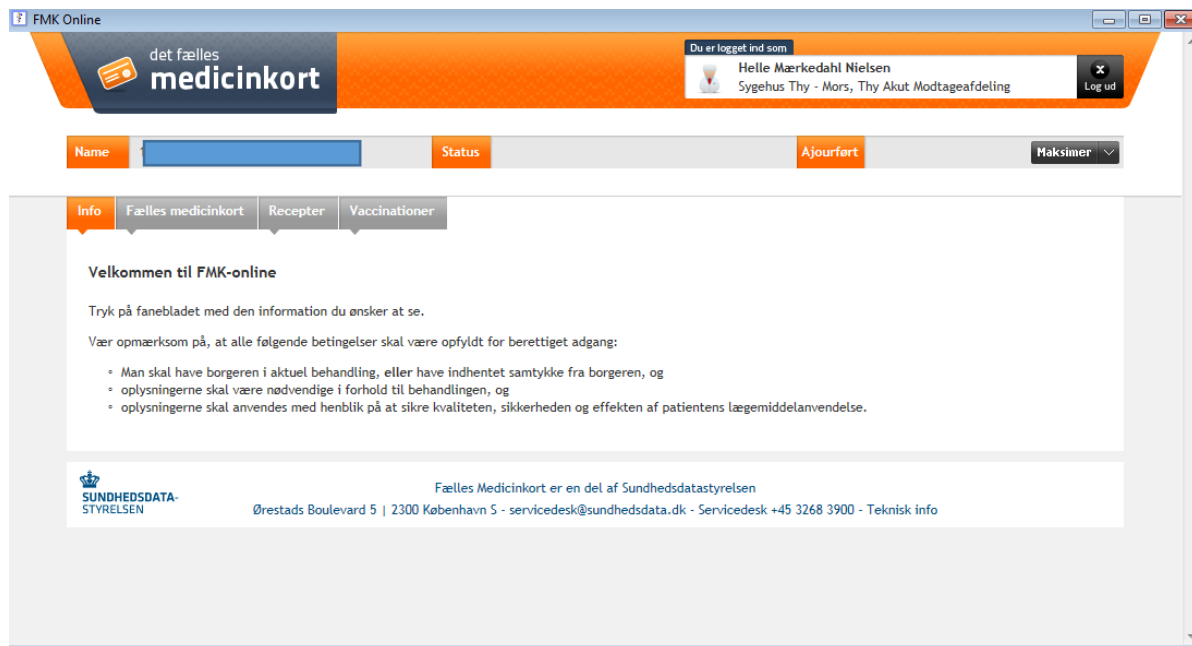 FMK Online
det fælles
medicinkort
Du er logget ind som
Helle Mærkedahl Nielsen
Sygehus Thy - Mors, Thy Akut Modtageafdeling
Log ud
Name
Status
Ajourført
Maksimer
Info
Fælles medicinkort
Recepter
Vaccinationer
Velkommen til FMK-online
Tryk på fanebladet med den information du ønsker at se.
Vær opmærksom på, at alle følgende betingelser skal være opfyldt for berettiget adgang:
Man skal have borgeren i aktuel behandling, eller have indhentet samtykke fra borgeren, og
oplysningerne skal være nødvendige i forhold til behandlingen, og
oplysningerne skal anvendes med henblik på at sikre kvaliteten, sikkerheden og effekten af patientens lægemiddelanvendelse.
SUNDHEDSDATA-
STYRELSEN
Fælles Medicinkort er en del af Sundhedsdatastyrelsen
Ørestads Boulevard 5 | 2300 København S - servicedesk@sundhedsdata.dk - Servicedesk +45 3268 3900 - Teknisk info